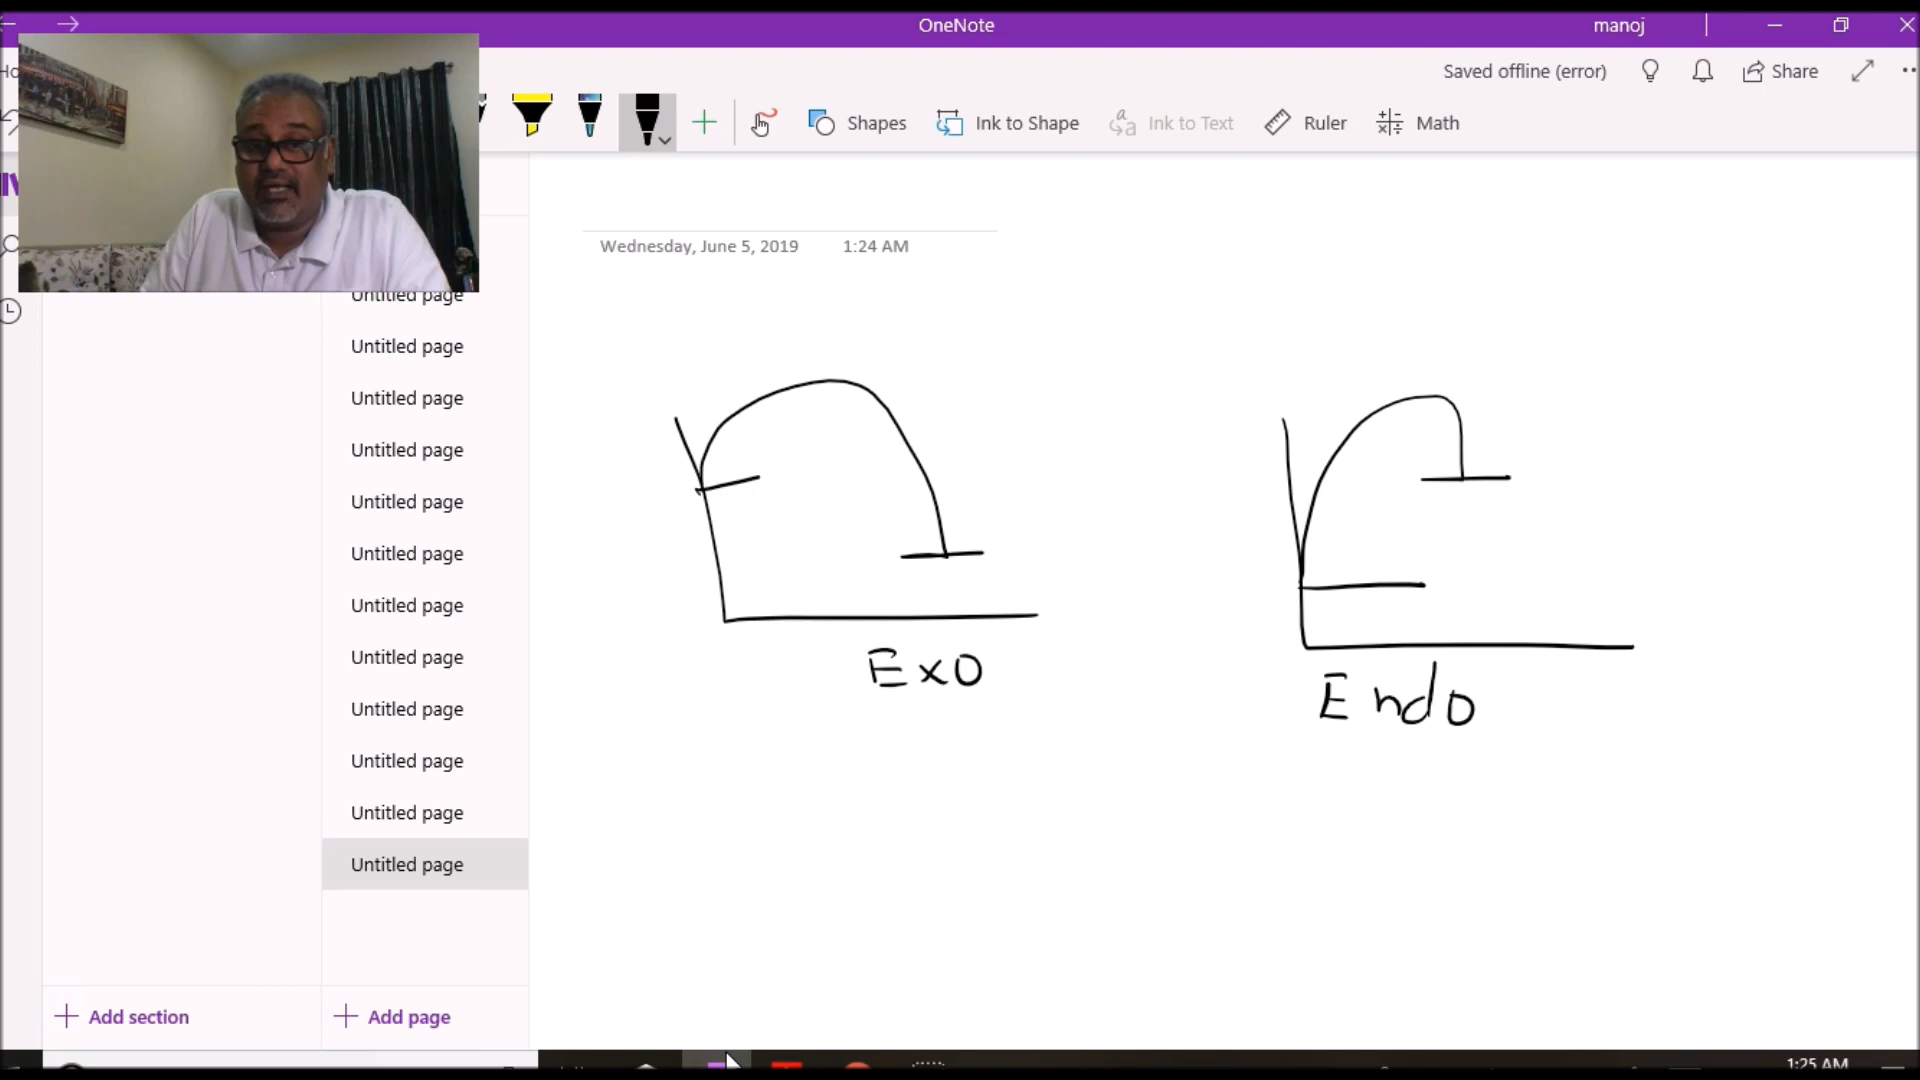 OneNote
manoj
Saved offline (error)
Share
Shapes
Ink to Shape
Ink to Text
Ruler
Math
Wednesday, June 5, 2019 1:24 AM
Untitled page
Untitled page
Untitled page
Untitled page
Untitled page
Untitled page
Untitled page
Untitled page
Untitled page
Untitled page
Untitled page
Untitled page
Exo
Endo
Add section
Add page
1:25 AM